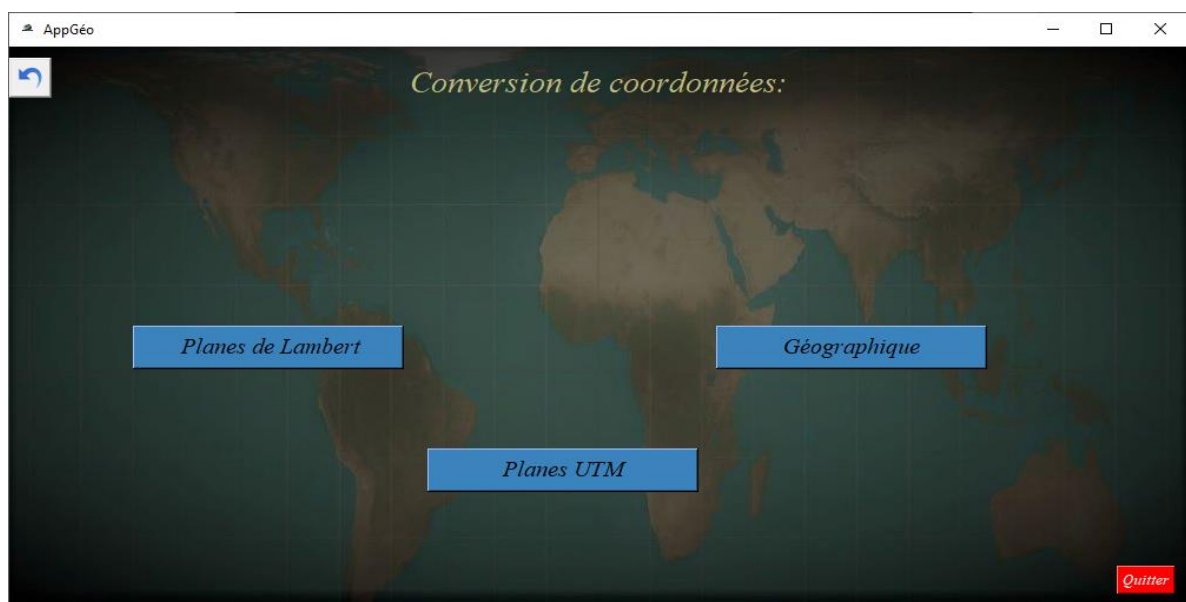 AppGéo
Conversion de coordonnées:
Planes de Lambert
Géographique
Planes UTM
Quitter